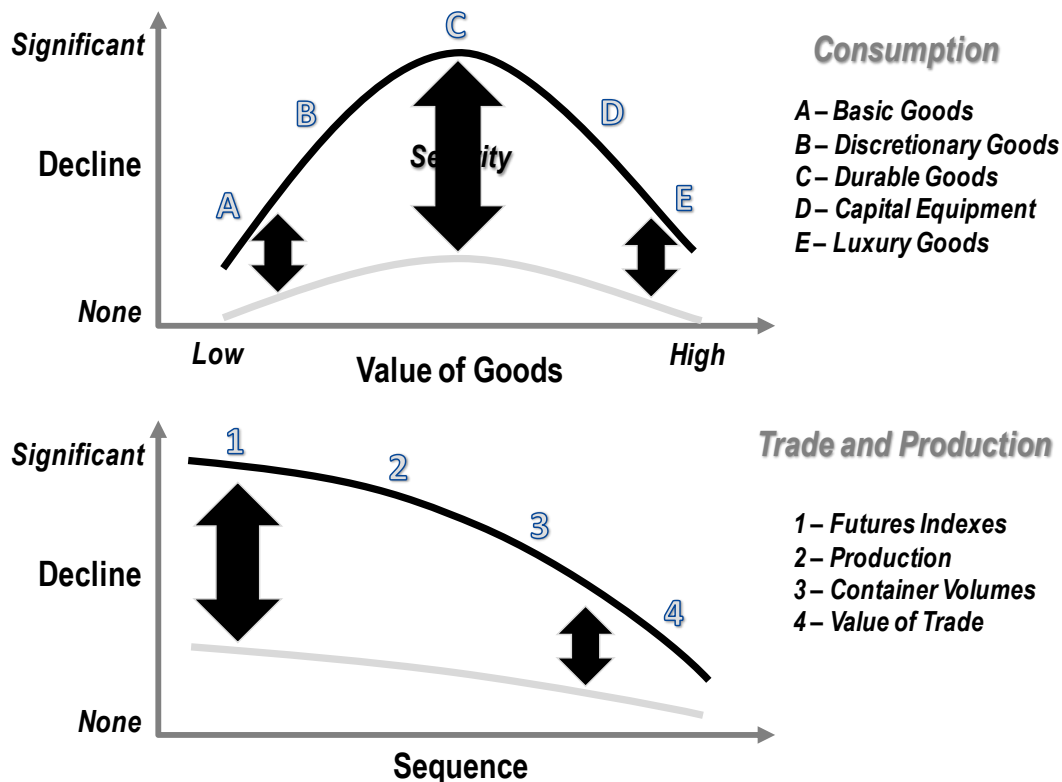 Significant
C
Consumption
B
D
A – Basic Goods
B – Discretionary Goods
Decline
Severity
C – Durable Goods
A
E
D – Capital Equipment
E – Luxury Goods
None
Low
High
Value of Goods
Significant
1
Trade and Production
2
3
1 – Futures Indexes
2 – Production
Decline
3 – Container Volumes
4
4 – Value of Trade
None
Sequence